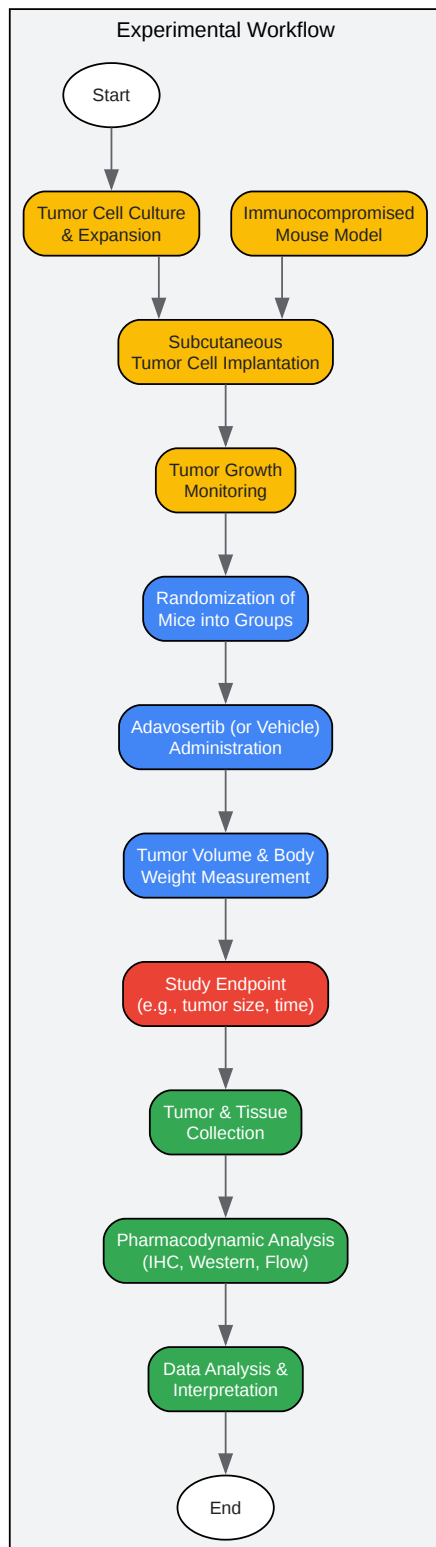 Experimental Workflow
Start
Tumor Cell Culture
& Expansion
Immunocompromised
Mouse Model
Subcutaneous
Tumor Cell Implantation
Tumor Growth
Monitoring
Randomization of
Mice into Groups
Adavosertib (or Vehicle)
Administration
Tumor Volume & Body
Weight Measurement
Study Endpoint
(e.g., tumor size, time)
Tumor & Tissue
Collection
Pharmacodynamic Analysis
(IHC, Western, Flow)
Data Analysis &
Interpretation
End